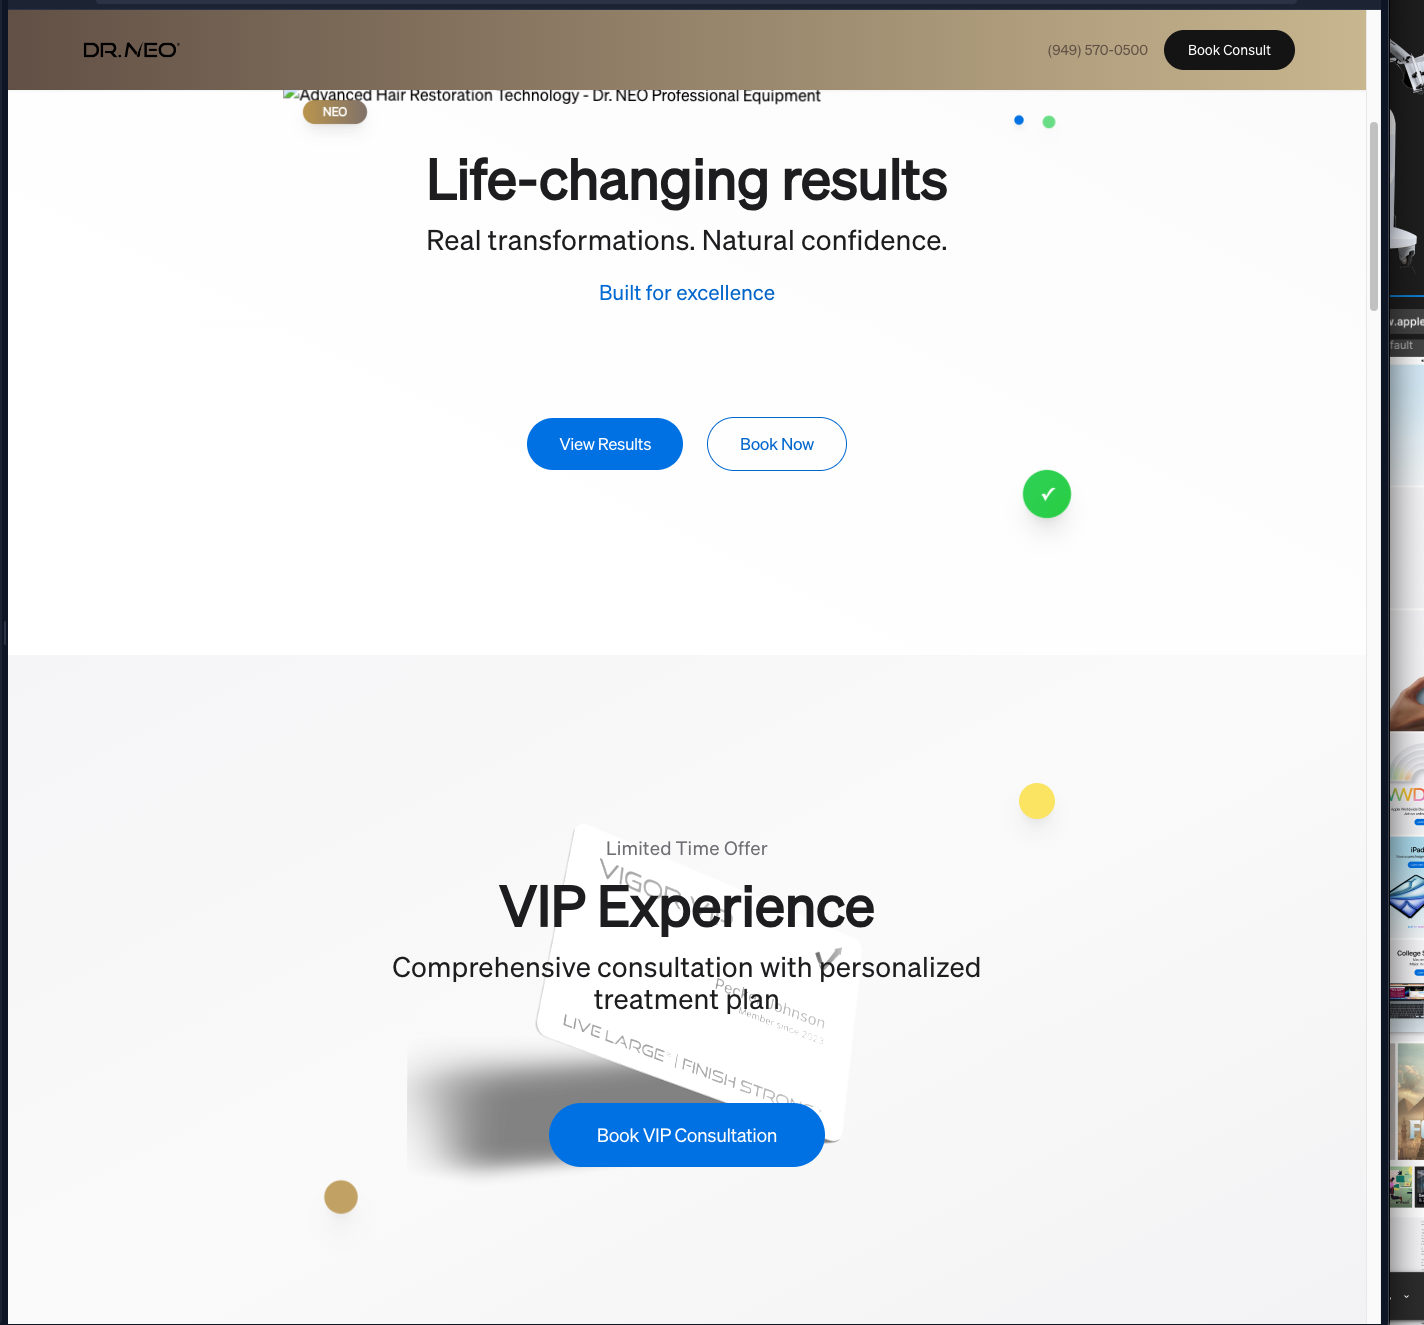 DR.NEO
(949) 570-0500
Book Consult
Advanced Hair Restoration Technology - Dr. NEO Professional Equipment
NEO
Life-changing results
Real transformations. Natural confidence.
Built for excellence
View Results
Book Now
Limited Time Offer
VIGOR
VIP Experience
Comprehensive consultation with personalized
treatment plan
Johnson
Member since 2023
LIVE LARGE | FINISH STRONG
Book VIP Consultation
v.apple
fault
WWD
iPad
College S